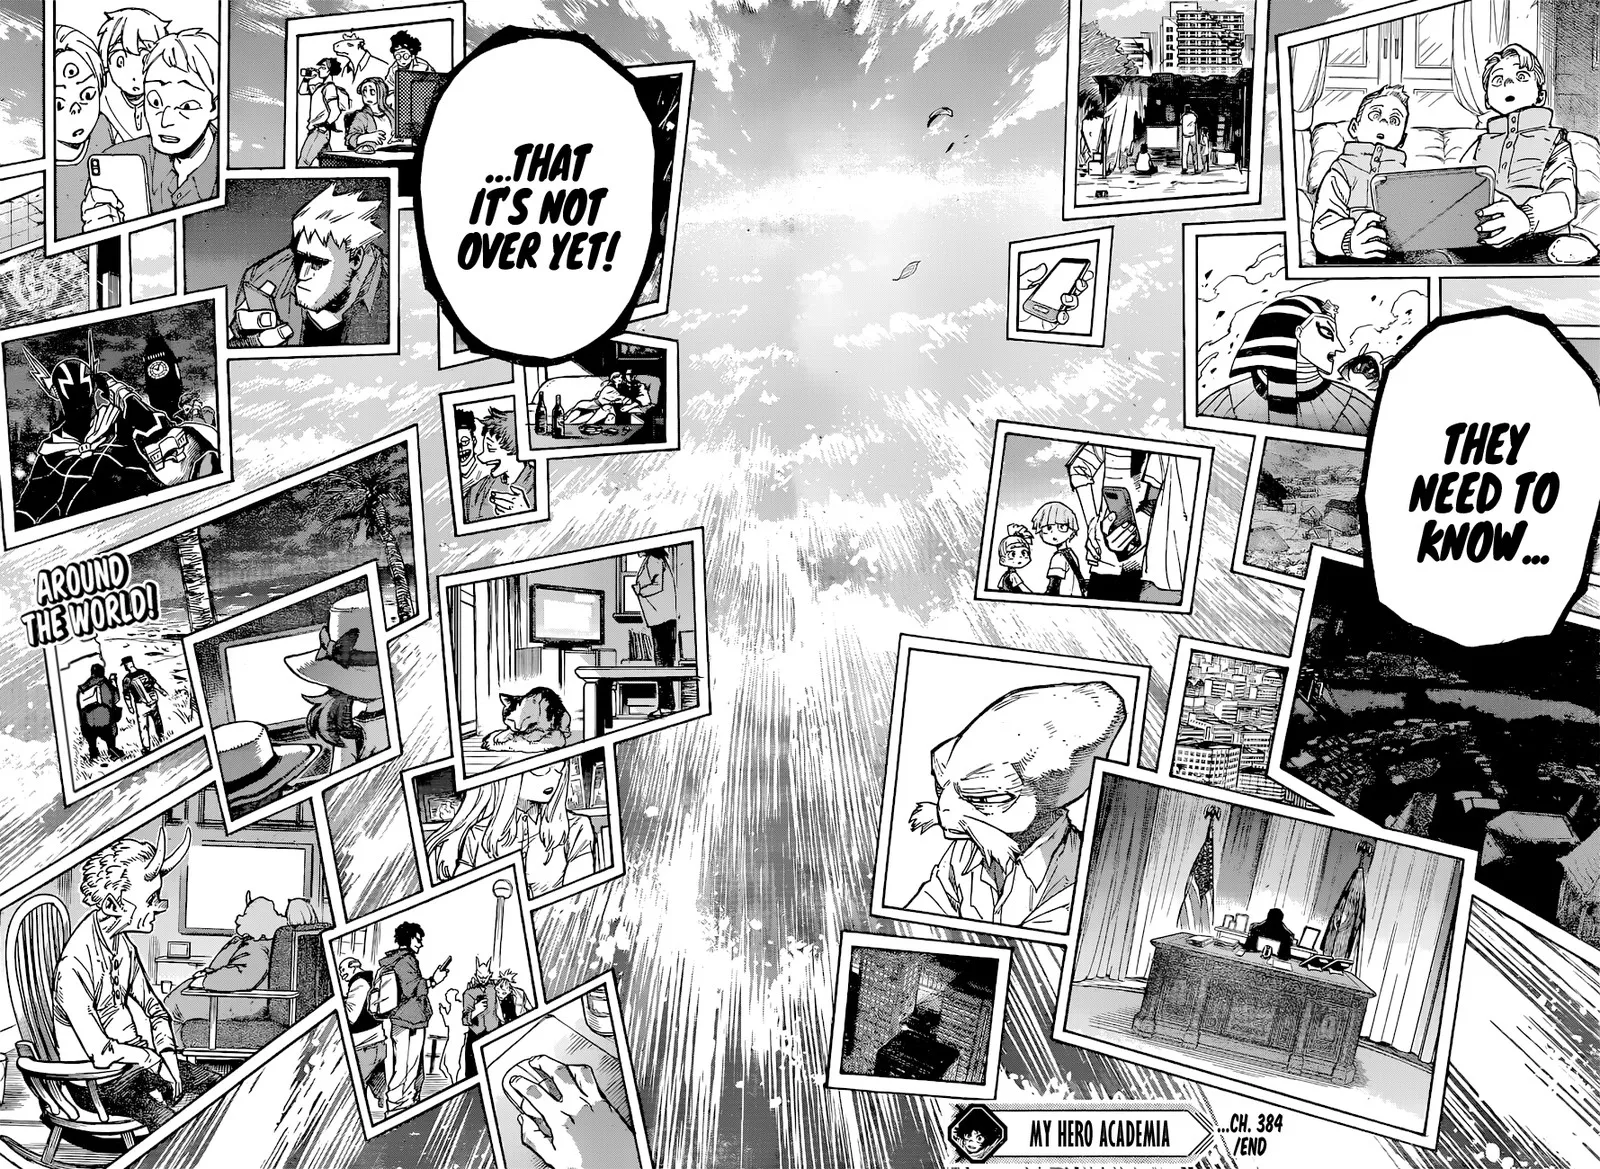 THEY
NEED TO
KNOW...
...THAT
IT'S NOT
OVER YET!
AROUND
THE WORLD!
MY HERO ACADEMIA
...CH. 384
/END